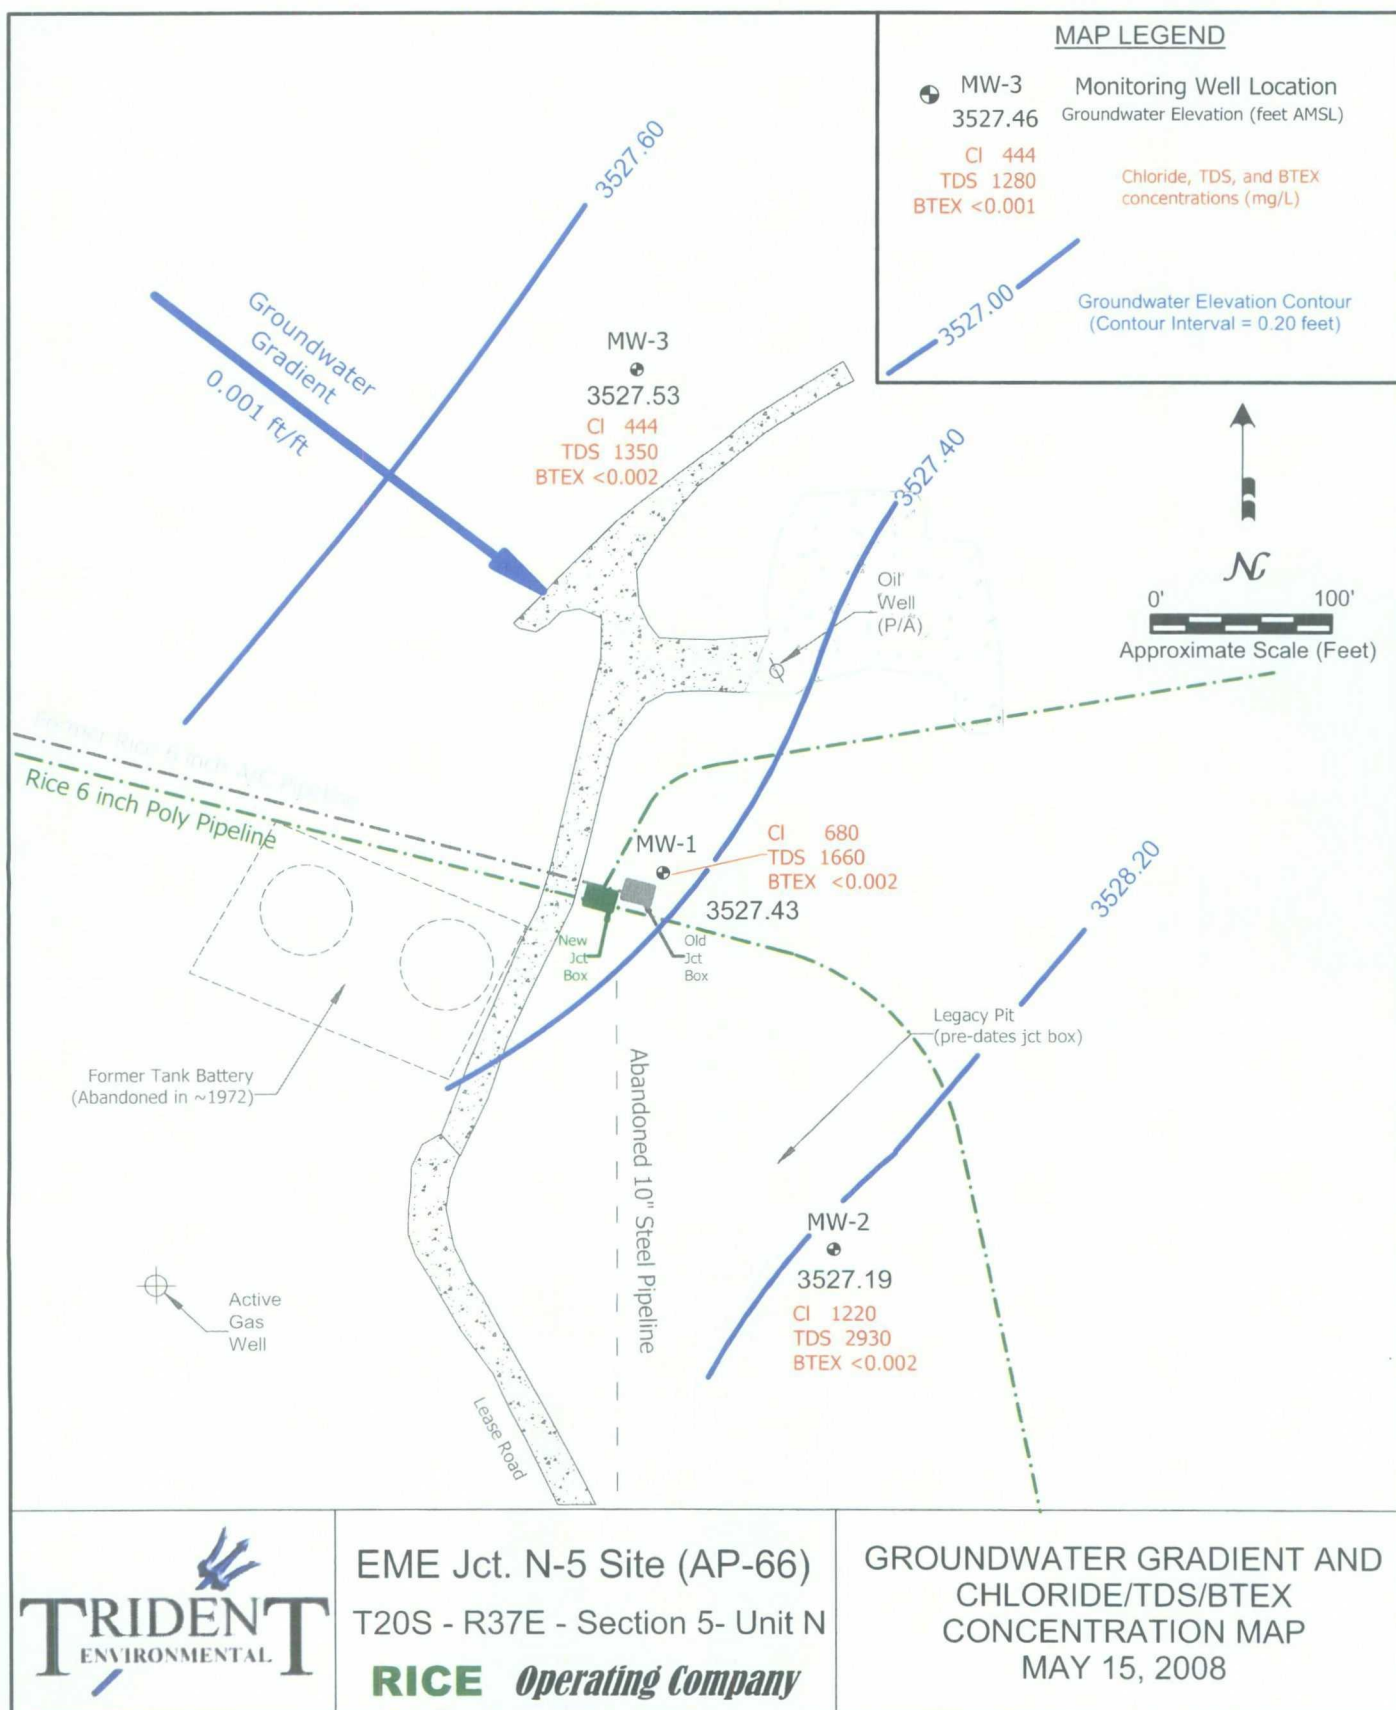 MAP LEGEND
MW-3
Monitoring Well Location
3527.46
Groundwater Elevation (feet AMSL)
Cl 444
TDS 1280
BTEX <0.001
Chloride, TDS, and BTEX
concentrations (mg/L)
3527.00
Groundwater Elevation Contour
(Contour Interval = 0.20 feet)
3527.60
Groundwater
Gradient
0.001 ft/ft
MW-3
3527.53
Cl 444
TDS 1350
BTEX <0.002
3527.40
N
0' 100'
Approximate Scale (Feet)
Oil
Well
(P/A)
Former Rice 6 inch A/C Pipeline
Rice 6 inch Poly Pipeline
MW-1
Cl 680
TDS 1660
BTEX <0.002
3527.43
New
Jct
Box
Old
Jct
Box
3528.20
Legacy Pit
(pre-dates jct box)
Former Tank Battery
(Abandoned in ~1972)
Abandoned 10" Steel Pipeline
MW-2
3527.19
Cl 1220
TDS 2930
BTEX <0.002
Active
Gas
Well
Lease Road
TRIDENT
ENVIRONMENTAL
EME Jct. N-5 Site (AP-66)
T20S - R37E - Section 5- Unit N
RICE Operating Company
GROUNDWATER GRADIENT AND
CHLORIDE/TDS/BTEX
CONCENTRATION MAP
MAY 15, 2008